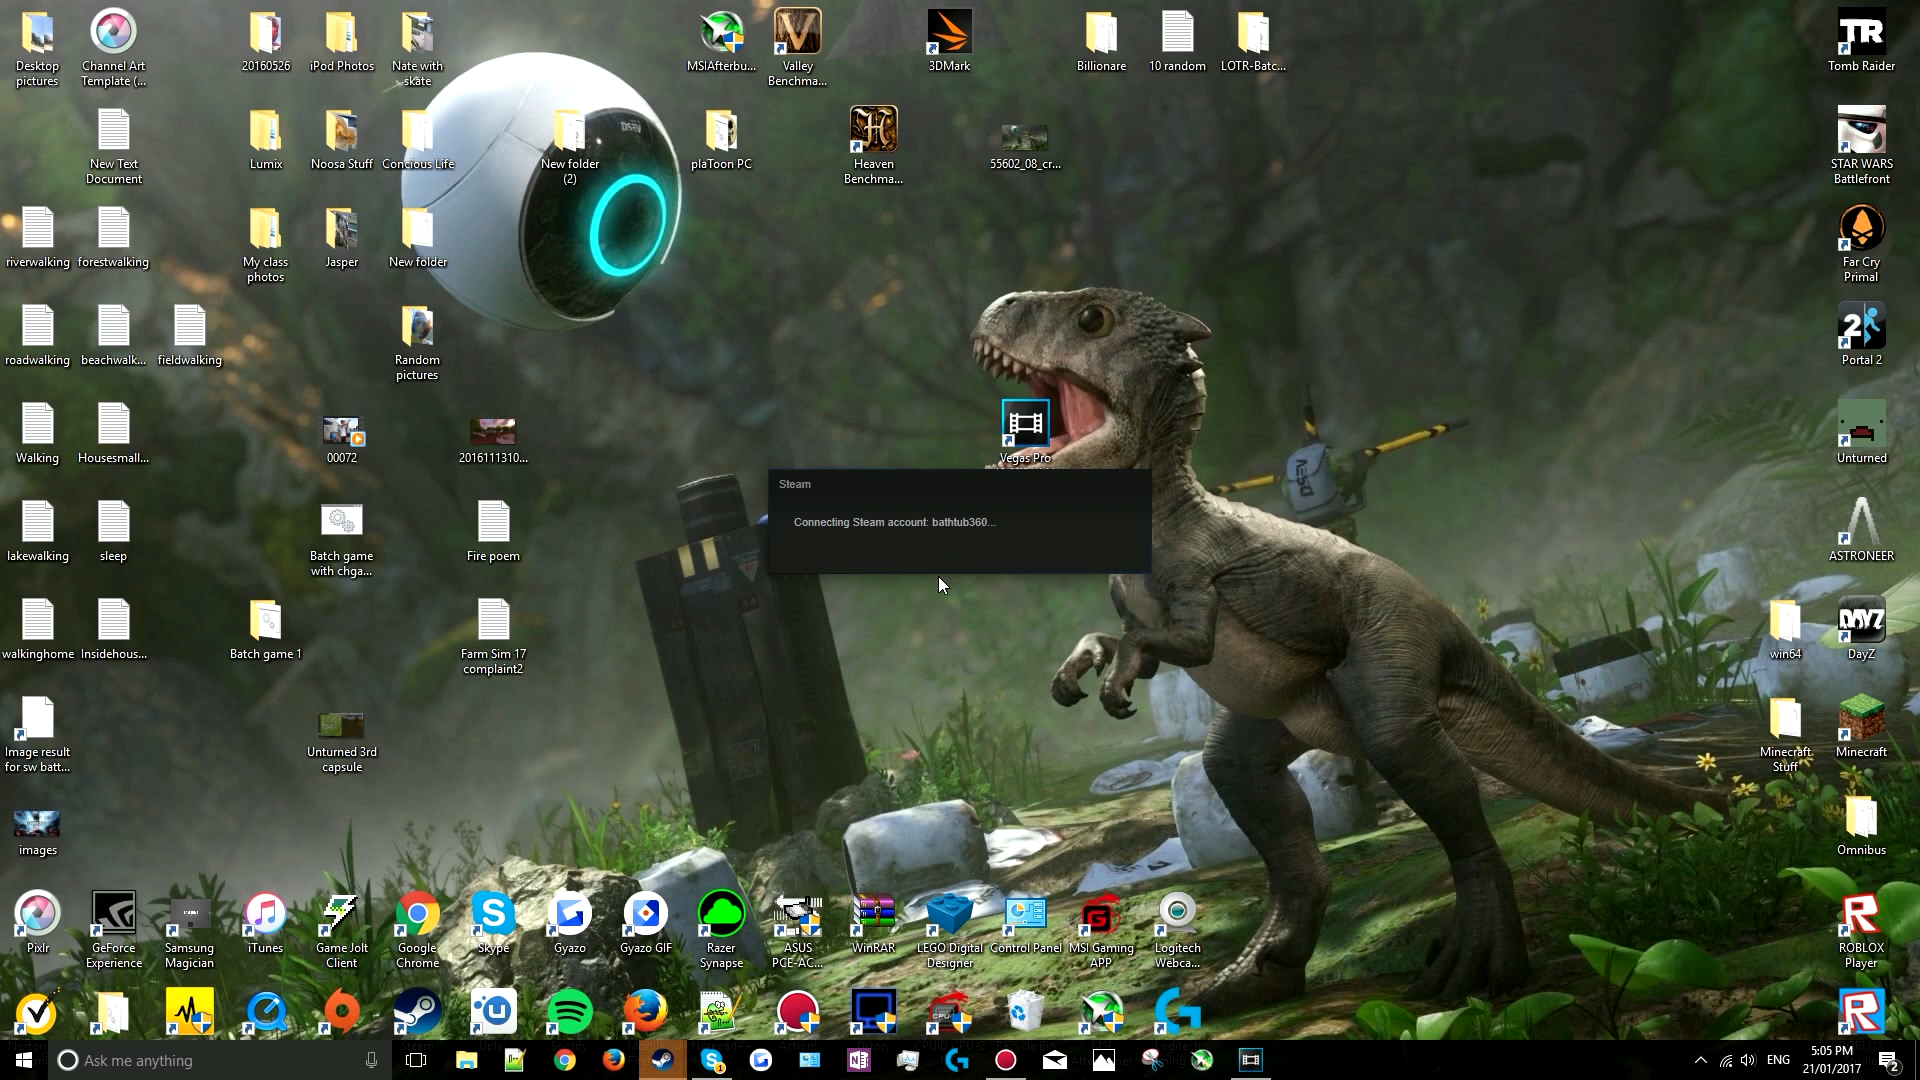 Desktop
pictures
Channel Art
Template (...
20160526
iPod Photos
Nate with
skate
MSIAfterbu...
Valley
Benchma...
3DMark
Billionare
10 random
LOTR-Batc...
TR
Tomb Raider
New Text
Document
Lumix
Noosa Stuff
Concious Life
New folder
(2)
plaToon PC
Heaven
Benchma...
55602_08_cr...
STAR WARS
Battlefront
riverwalking
forestwalking
My class
photos
Jasper
New folder
Far Cry
Primal
roadwalking
beachwalk...
fieldwalking
Random
pictures
2
Portal 2
Walking
Housesmall...
00072
2016111310...
Vegas Pro
Unturned
Steam
Connecting Steam account: bathtub360...
lakewalking
sleep
Batch game
with chga...
Fire poem
ASTRONEER
walkinghome
Insidehous...
Batch game 1
Farm Sim 17
complaint2
win64
DAYZ
DayZ
Image result
for sw batt...
Unturned 3rd
capsule
Minecraft
Stuff
Minecraft
images
Omnibus
Pixlr
GeForce
Experience
Samsung
Magician
iTunes
Game Jolt
Client
Google
Chrome
Skype
Gyazo
Gyazo GIF
Razer
Synapse
ASUS
PCE-AC...
WinRAR
LEGO Digital
Designer
Control Panel
MSI Gaming
APP
Logitech
Webca...
ROBLOX
Player
Ask me anything
ENG
5:05 PM
21/01/2017
2